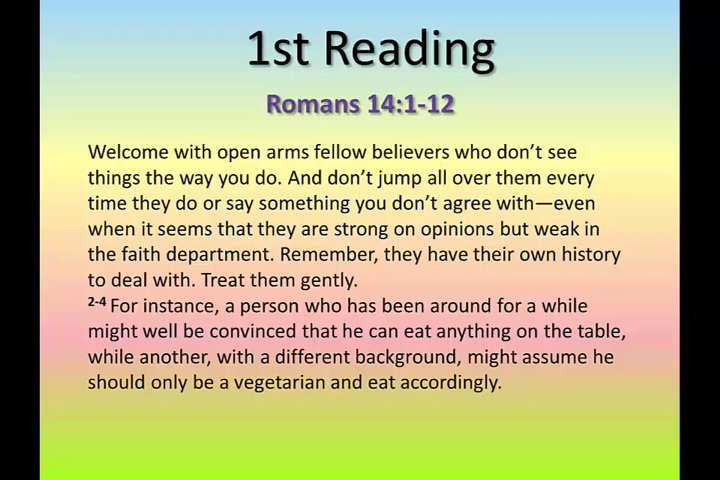 1st Reading
Romans 14:1-12
Welcome with open arms fellow believers who don’t see
things the way you do. And don’t jump all over them every
time they do or say something you don’t agree with—even
when it seems that they are strong on opinions but weak in
the faith department. Remember, they have their own history
to deal with. Treat them gently.
2-4 For instance, a person who has been around for a while
might well be convinced that he can eat anything on the table,
while another, with a different background, might assume he
should only be a vegetarian and eat accordingly.